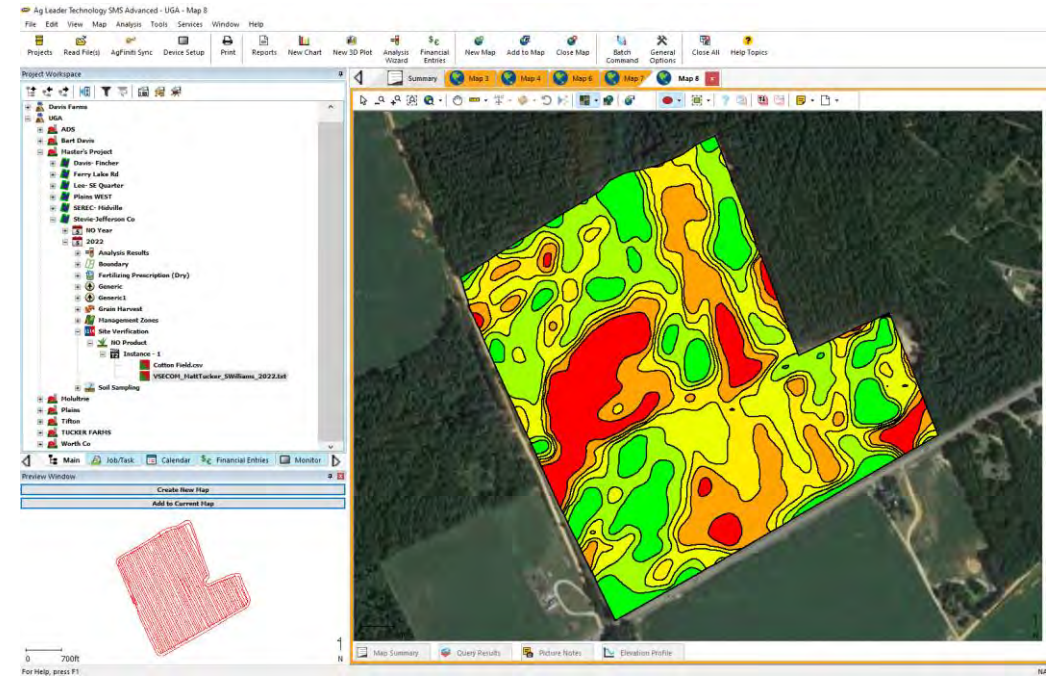 Ag Leader Technology SMS Advanced - UGA - Map 8
File Edit View Map Analysis Tools Services Window Help
Projects Read File(s) AgFiniti Sync Device Setup Print Reports New Chart New 3D Plot Analysis Wizard Financial Entries New Map Add to Map Close Map Batch Command General Options Close All Help Topics
Project Workspace
Summary Map 3 Map 4 Map 6 Map 7 Map 8
Davis Farms
UGA
ADS
Bart Davis
Master's Project
Davis- Fincher
Ferry Lake Rd
Lee- SE Quarter
Plains WEST
SEREC- Midville
Stevie-Jefferson Co
NO Year
2022
Analysis Results
Boundary
Fertilizing Prescription (Dry)
Generic
Generic1
Grain Harvest
Management Zones
Site Verification
NO Product
Instance - 1
Cotton Field.csv
VSECOM_MattTucker_SWilliams_2022.txt
Soil Sampling
Moultrie
Plains
Tifton
TUCKER FARMS
Worth Co
Main Job/Task Calendar Financial Entries Monitor
Preview Window
Create New Map
Add to Current Map
0 700ft N
Map Summary Query Results Picture Notes Elevation Profile
For Help, press F1
NA